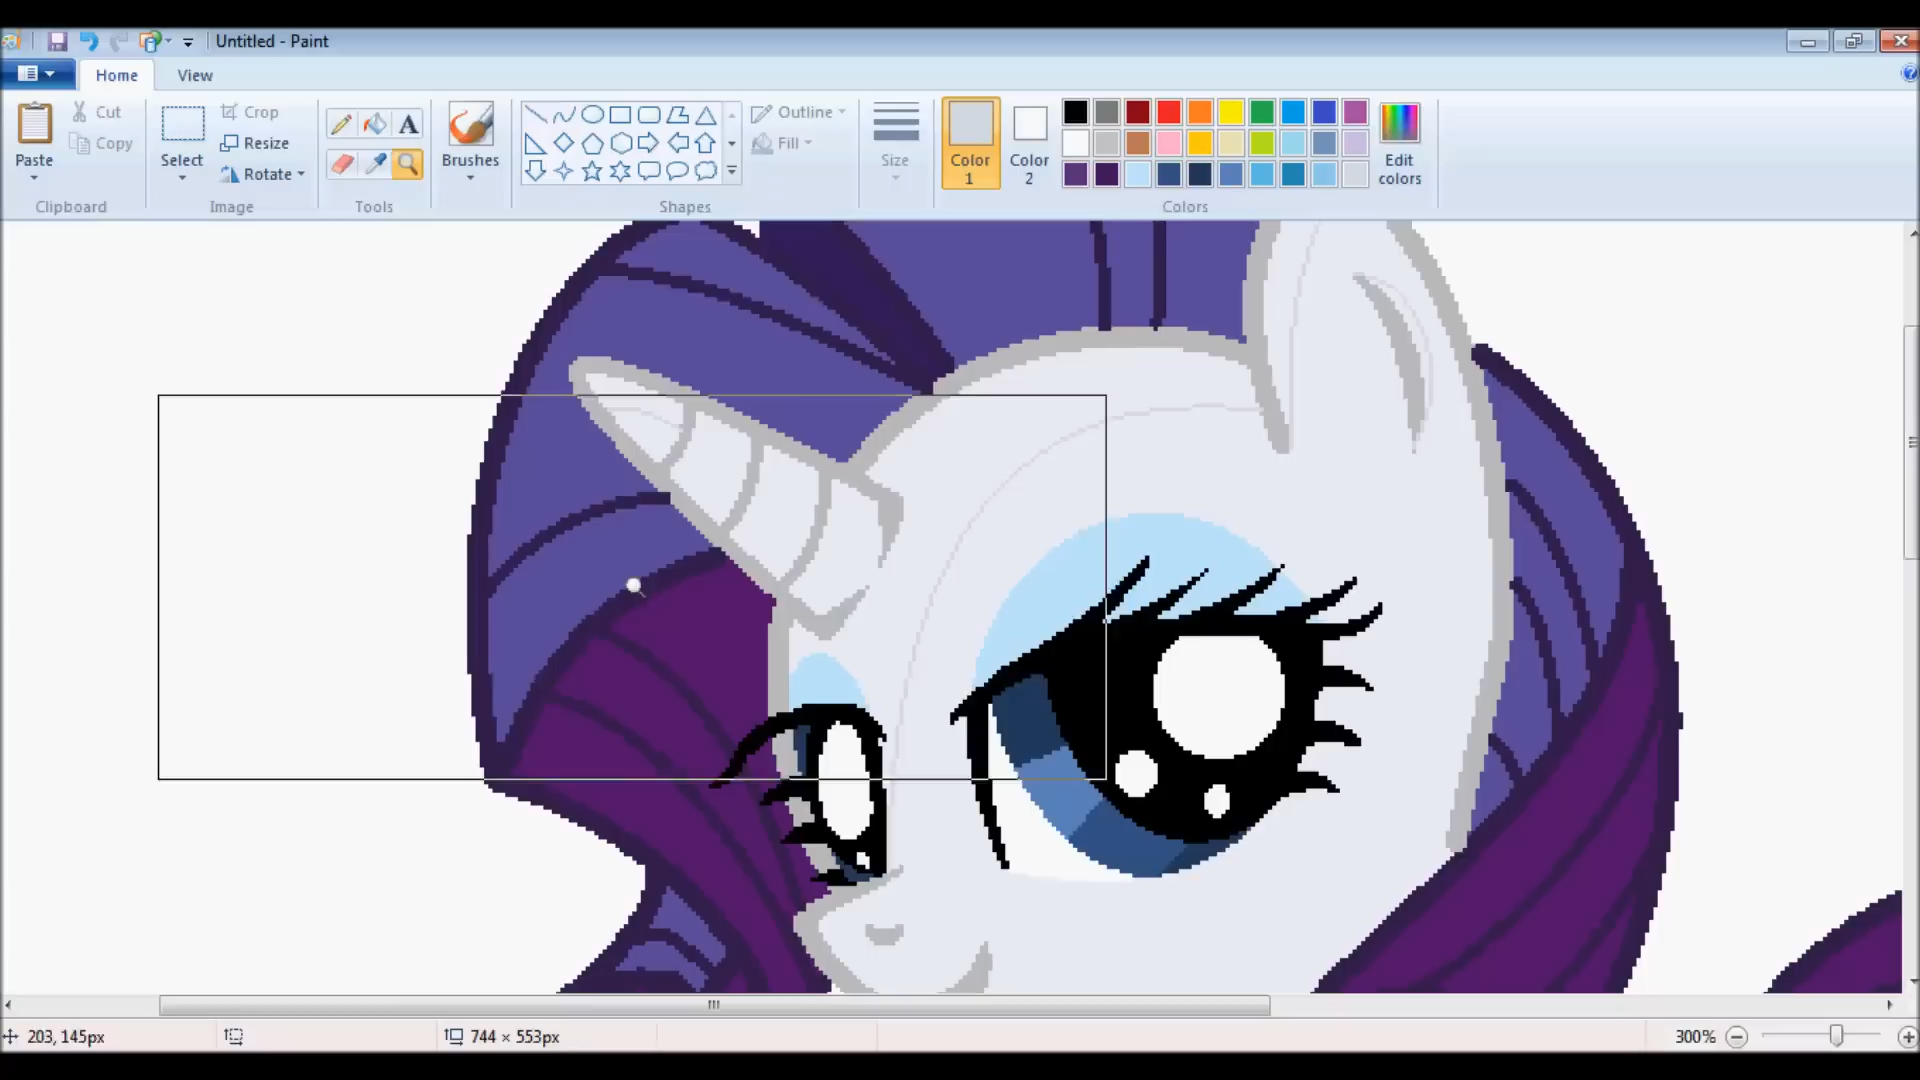 Untitled - Paint
Home View
Paste
Cut
Copy
Clipboard
Select
Crop
Resize
Rotate
Image
A
Tools
Brushes
Shapes
Outline
Fill
Size
Color 1
Color 2
Edit colors
Colors
203, 145px
744 × 553px
300%